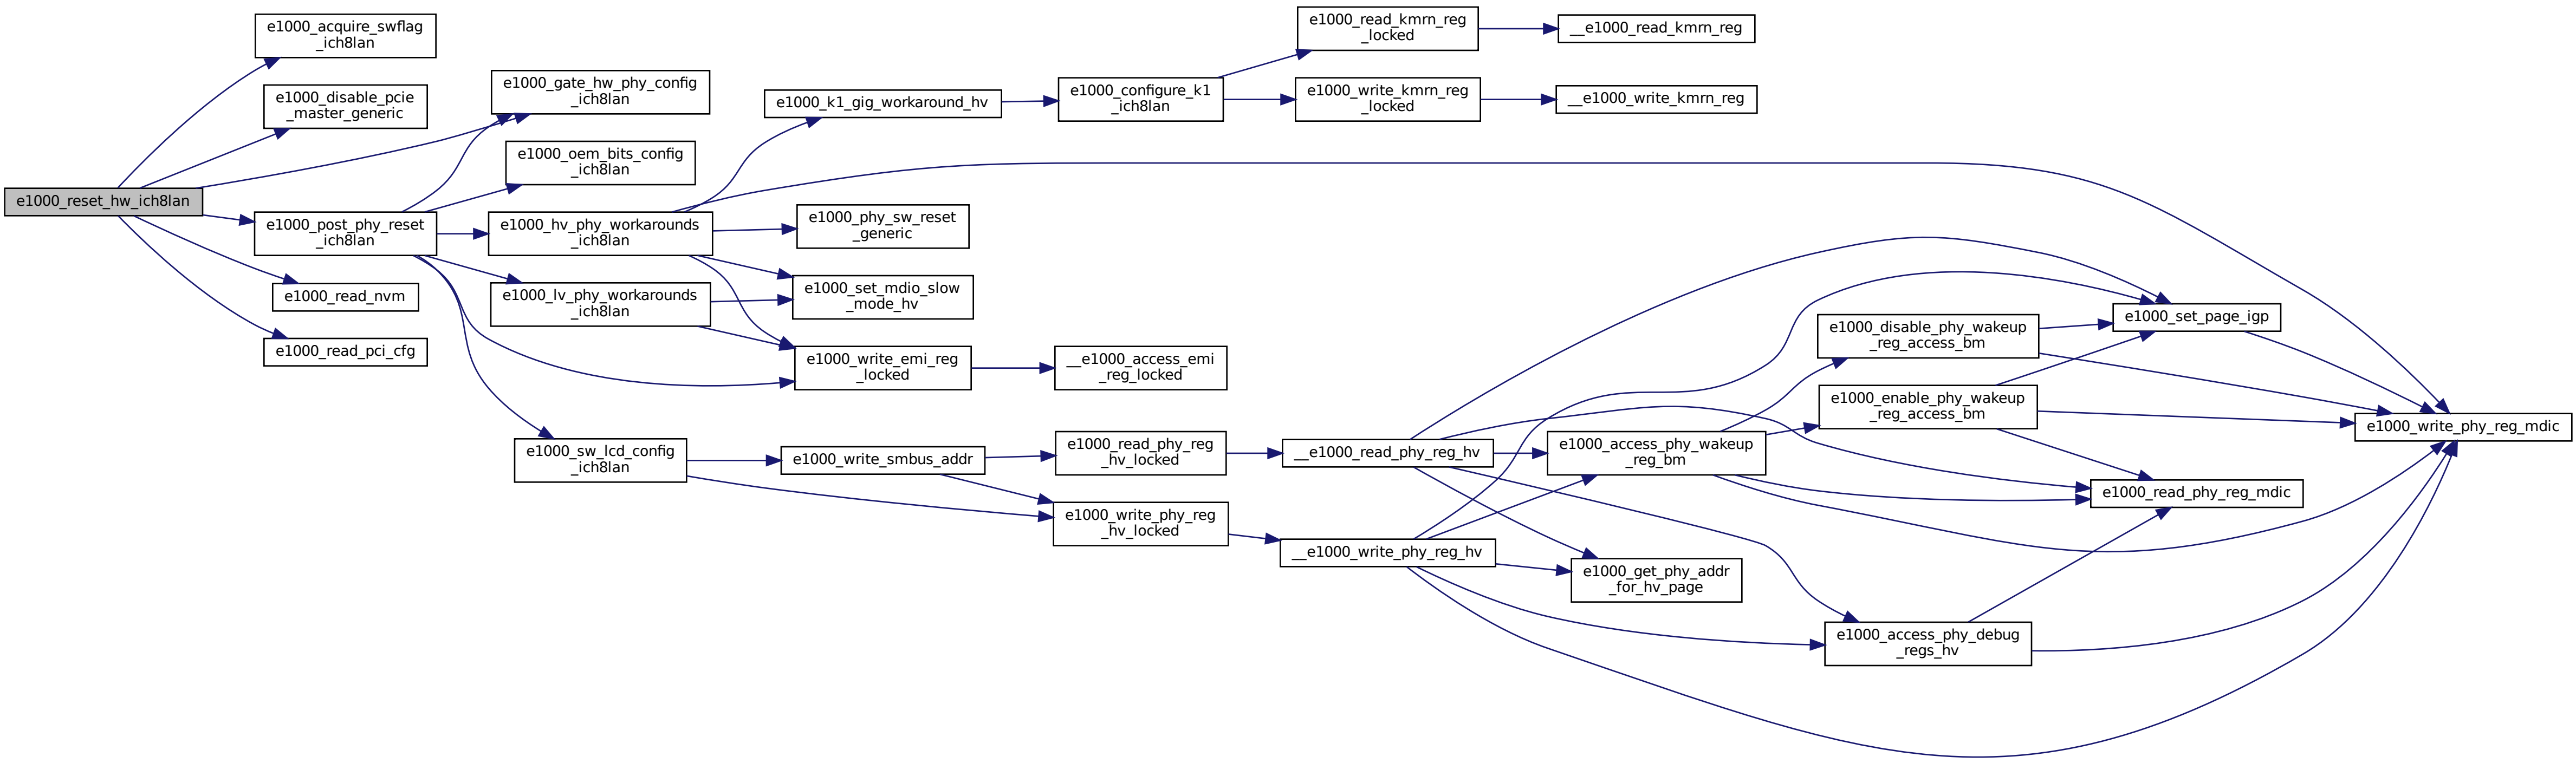 e1000_reset_hw_ich8lan
e1000_acquire_swflag
_ich8lan
e1000_disable_pcie
_master_generic
e1000_gate_hw_phy_config
_ich8lan
e1000_post_phy_reset
_ich8lan
e1000_read_nvm
e1000_read_pci_cfg
e1000_oem_bits_config
_ich8lan
e1000_hv_phy_workarounds
_ich8lan
e1000_lv_phy_workarounds
_ich8lan
e1000_sw_lcd_config
_ich8lan
e1000_k1_gig_workaround_hv
e1000_phy_sw_reset
_generic
e1000_set_mdio_slow
_mode_hv
e1000_write_emi_reg
_locked
e1000_write_smbus_addr
e1000_configure_k1
_ich8lan
__e1000_access_emi
_reg_locked
e1000_read_phy_reg
_hv_locked
e1000_write_phy_reg
_hv_locked
e1000_read_kmrn_reg
_locked
e1000_write_kmrn_reg
_locked
__e1000_read_phy_reg_hv
__e1000_write_phy_reg_hv
__e1000_read_kmrn_reg
__e1000_write_kmrn_reg
e1000_access_phy_wakeup
_reg_bm
e1000_get_phy_addr
_for_hv_page
e1000_disable_phy_wakeup
_reg_access_bm
e1000_enable_phy_wakeup
_reg_access_bm
e1000_access_phy_debug
_regs_hv
e1000_set_page_igp
e1000_read_phy_reg_mdic
e1000_write_phy_reg_mdic